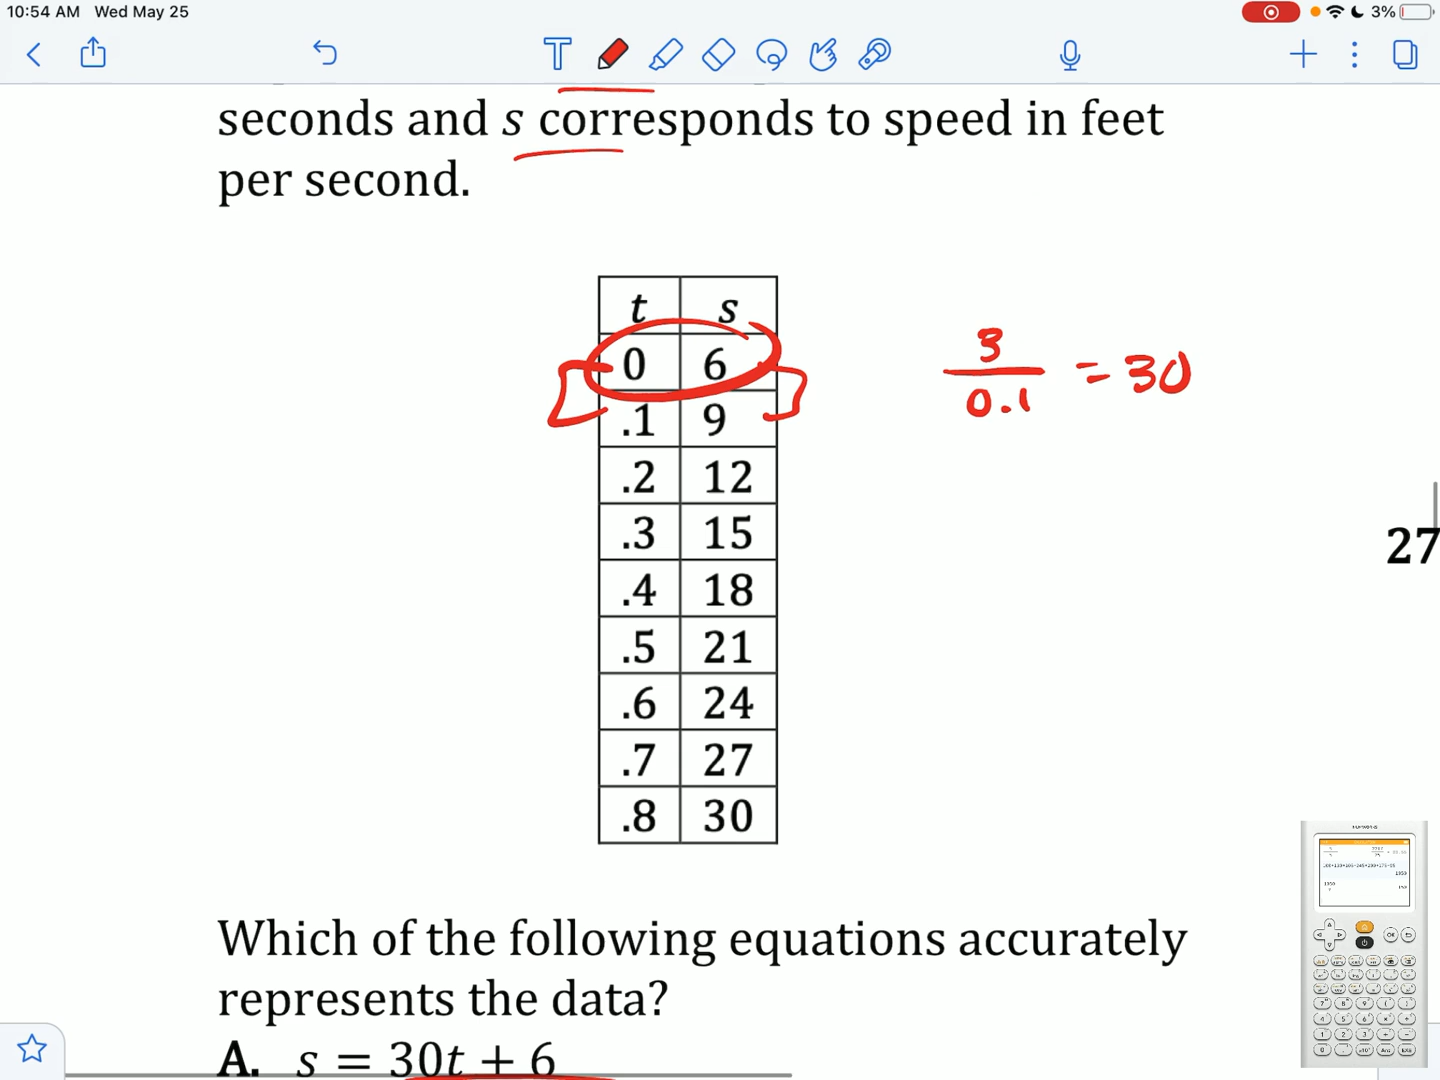 10:54 AM Wed May 25
3%
T
seconds and s corresponds to speed in feet
per second.
t s
0 6
.1 9
.2 12
.3 15
.4 18
.5 21
.6 24
.7 27
.8 30
3
0.1
= 30
27
Which of the following equations accurately
represents the data?
A. s = 30t + 6